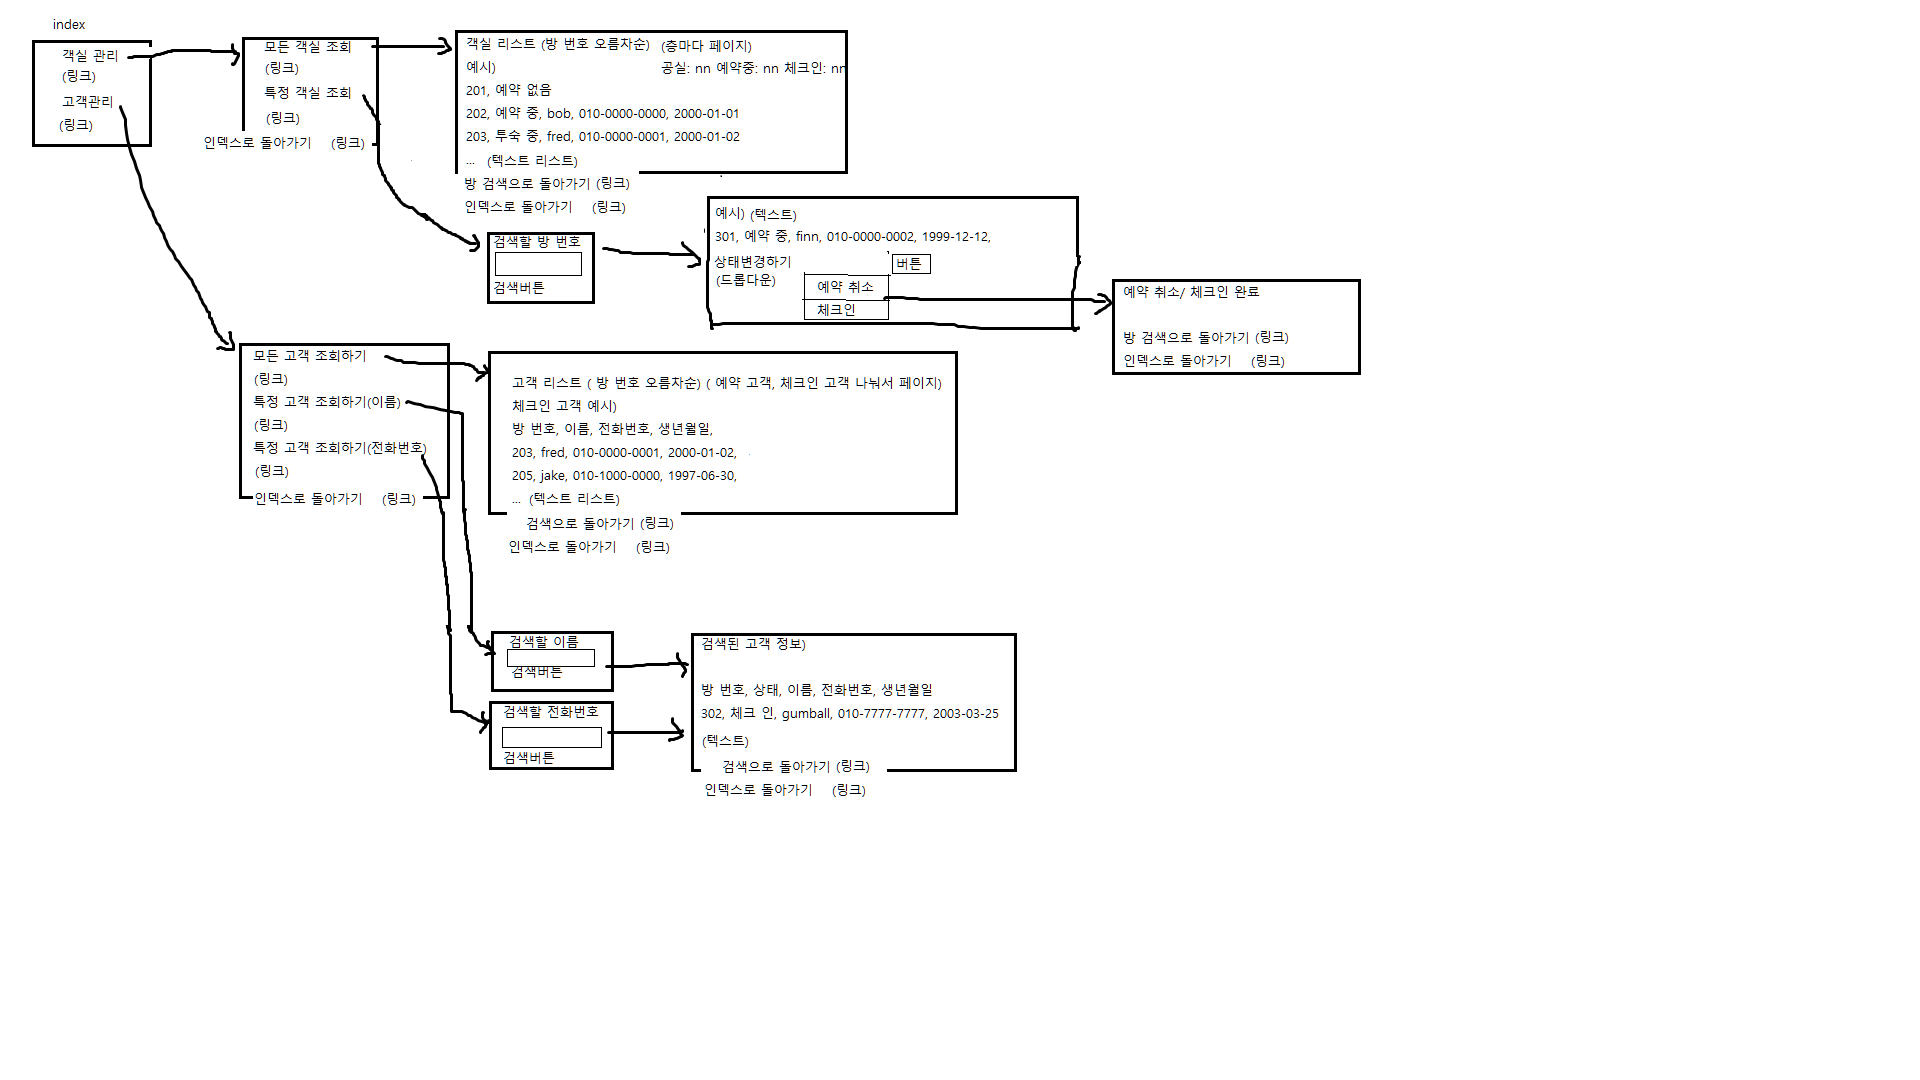 index
객실 관리
(링크)
고객관리
(링크)
모든 객실 조회
(링크)
특정 객실 조회
(링크)
인덱스로 돌아가기 (링크)
객실 리스트 (방 번호 오름차순) (층마다 페이지)
예시) 공실: nn 예약중: nn 체크인: nn
201, 예약 없음
202, 예약 중, bob, 010-0000-0000, 2000-01-01
203, 투숙 중, fred, 010-0000-0001, 2000-01-02
... (텍스트 리스트)
방 검색으로 돌아가기 (링크)
인덱스로 돌아가기 (링크)
검색할 방 번호
검색버튼
예시) (텍스트)
301, 예약 중, finn, 010-0000-0002, 1999-12-12,
상태변경하기 버튼
(드롭다운)
예약 취소
체크인
예약 취소/ 체크인 완료
방 검색으로 돌아가기 (링크)
인덱스로 돌아가기 (링크)
모든 고객 조회하기
(링크)
특정 고객 조회하기(이름)
(링크)
특정 고객 조회하기(전화번호)
(링크)
인덱스로 돌아가기 (링크)
고객 리스트 ( 방 번호 오름차순) ( 예약 고객, 체크인 고객 나눠서 페이지)
체크인 고객 예시)
방 번호, 이름, 전화번호, 생년월일,
203, fred, 010-0000-0001, 2000-01-02,
205, jake, 010-1000-0000, 1997-06-30,
... (텍스트 리스트)
검색으로 돌아가기 (링크)
인덱스로 돌아가기 (링크)
검색할 이름
검색버튼
검색할 전화번호
검색버튼
검색된 고객 정보)
방 번호, 상태, 이름, 전화번호, 생년월일
302, 체크 인, gumball, 010-7777-7777, 2003-03-25
(텍스트)
검색으로 돌아가기 (링크)
인덱스로 돌아가기 (링크)